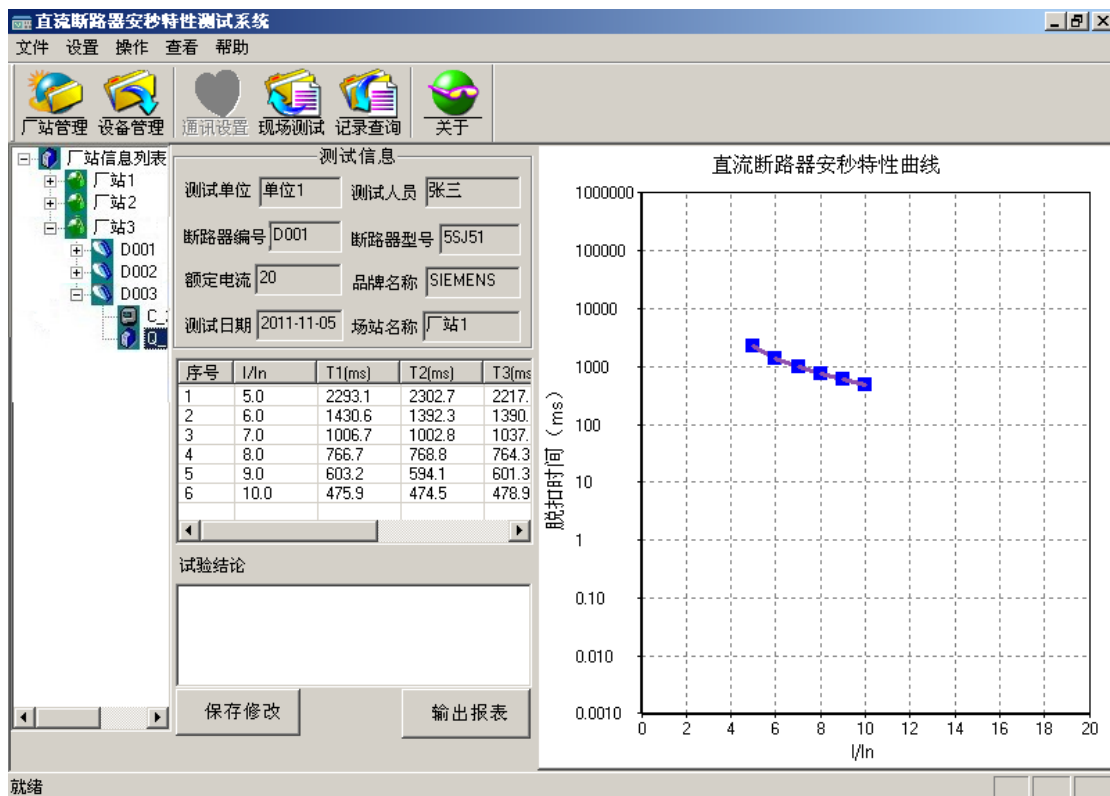 直流断路器安秒特性测试系统
文件 设置 操作 查看 帮助
厂站管理 设备管理 通讯设置 现场测试 记录查询 关于
厂站信息列表
厂站1
厂站2
厂站3
D001
D002
D003
C_
Q_
测试信息
测试单位 单位1 测试人员 张三
断路器编号 D001 断路器型号 5SJ51
额定电流 20 品牌名称 SIEMENS
测试日期 2011-11-05 场站名称 厂站1
序号 I/In T1(ms) T2(ms) T3(ms
1 5.0 2293.1 2302.7 2217.
2 6.0 1430.6 1392.3 1390.
3 7.0 1006.7 1002.8 1037.
4 8.0 766.7 768.8 764.3
5 9.0 603.2 594.1 601.3
6 10.0 475.9 474.5 478.9
试验结论
保存修改 输出报表
直流断路器安秒特性曲线
脱扣时间（ms）
1000000
100000
10000
1000
100
10
1
0.10
0.010
0.0010
0 2 4 6 8 10 12 14 16 18 20
I/In
就绪